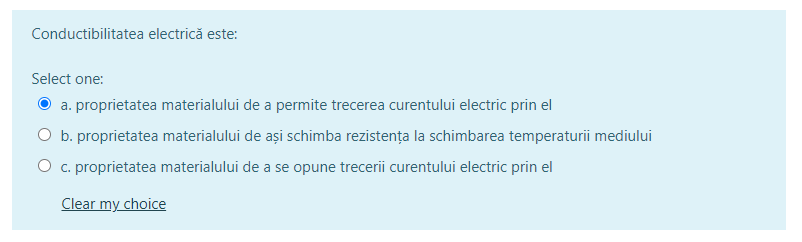 Conductibilitatea electrică este:
Select one:
a. proprietatea materialului de a permite trecerea curentului electric prin el
b. proprietatea materialului de ași schimba rezistența la schimbarea temperaturii mediului
c. proprietatea materialului de a se opune trecerii curentului electric prin el
Clear my choice